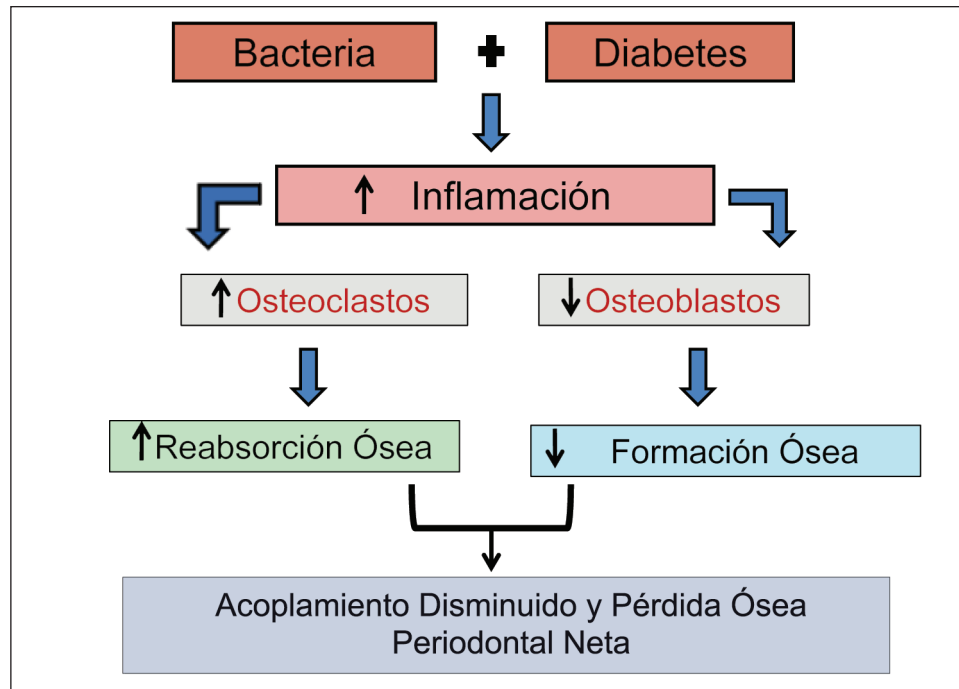 Bacteria + Diabetes
↑ Inflamación
↑ Osteoclastos
↓ Osteoblastos
↑ Reabsorción Ósea
↓ Formación Ósea
Acoplamiento Disminuido y Pérdida Ósea
Periodontal Neta